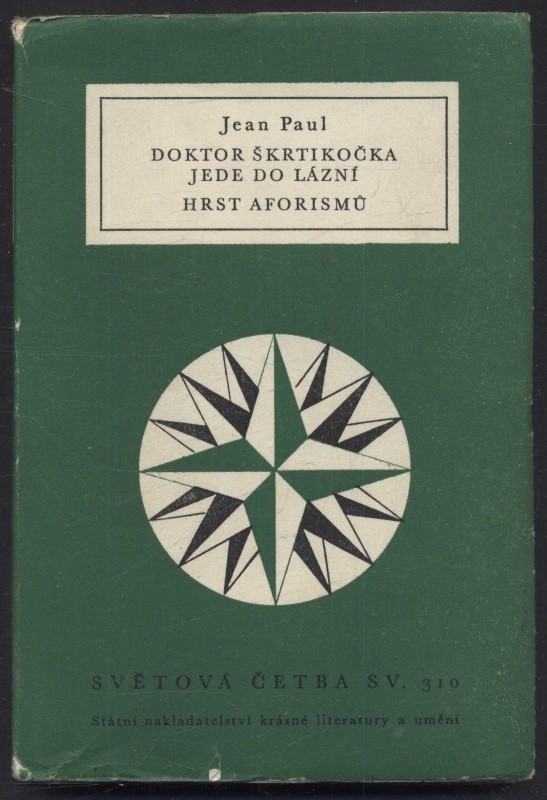 Jean Paul
DOKTOR ŠKRTIKOČKA
JEDE DO LÁZNÍ
HRST AFORISMŮ
SVĚTOVÁ ČETBA SV. 310
Státní nakladatelství krásné literatury a umění